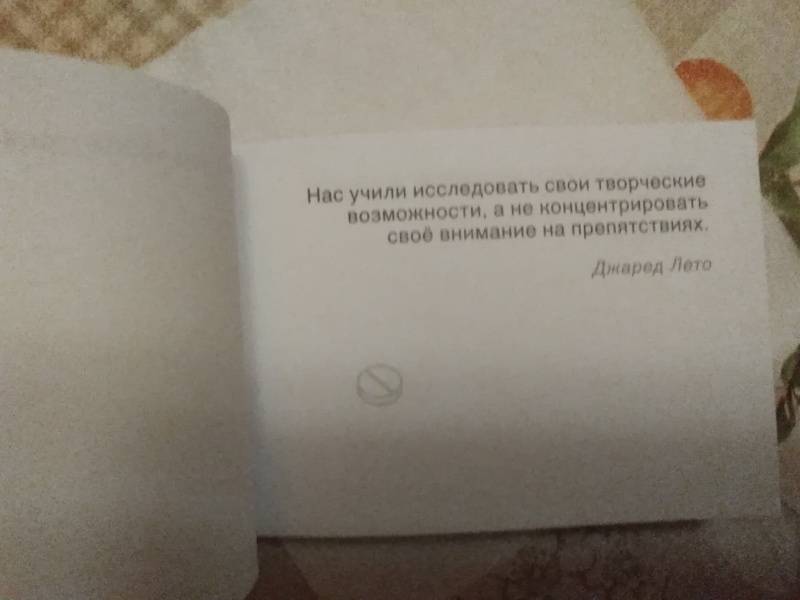 Нас учили исследовать свои творческие
возможности, а не концентрировать
своё внимание на препятствиях.
Джаред Лето